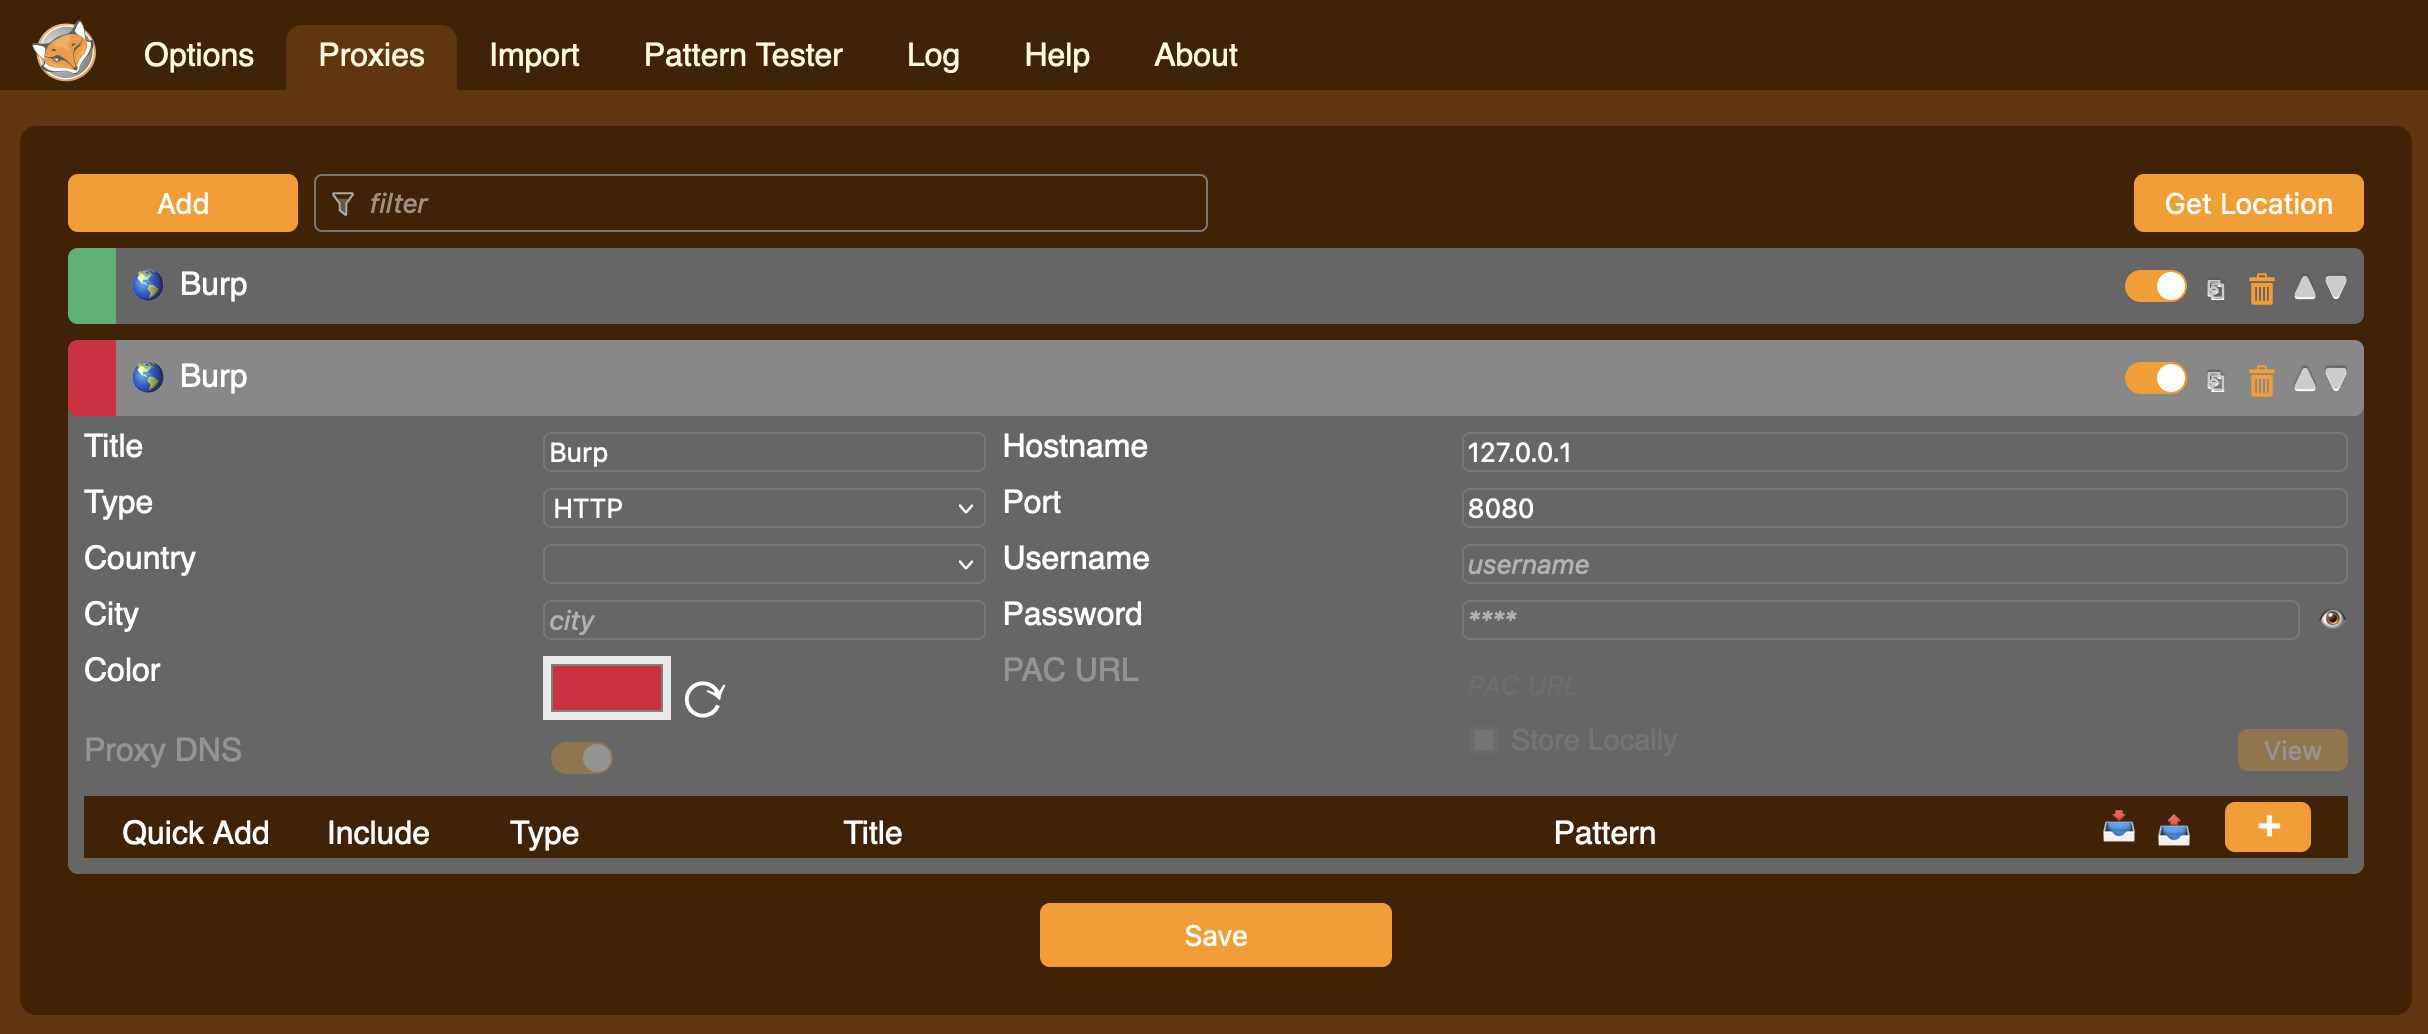 Options Proxies Import Pattern Tester Log Help About
Add filter Get Location
Burp
Burp
Title Burp Hostname 127.0.0.1
Type HTTP Port 8080
Country Username username
City city Password ****
Color PAC URL PAC URL
Proxy DNS Store Locally View
Quick Add Include Type Title Pattern +
Save